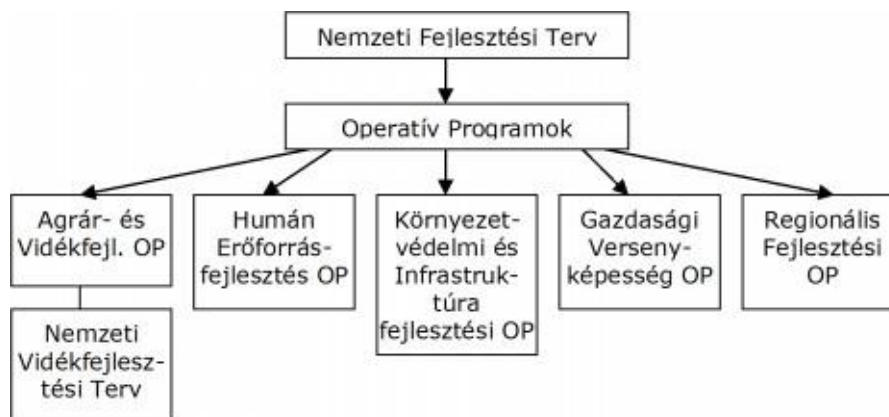 Nemzeti Fejlesztési Terv
Operatív Programok
Agrár- és
Vidékfejl. OP
Humán
Erőforrás-
fejlesztés OP
Környezet-
védelmi és
Infrastruk-
túra
fejlesztési OP
Gazdasági
Verseny-
képesség OP
Regionális
Fejlesztési
OP
Nemzeti
Vidékfejlesz-
tési Terv